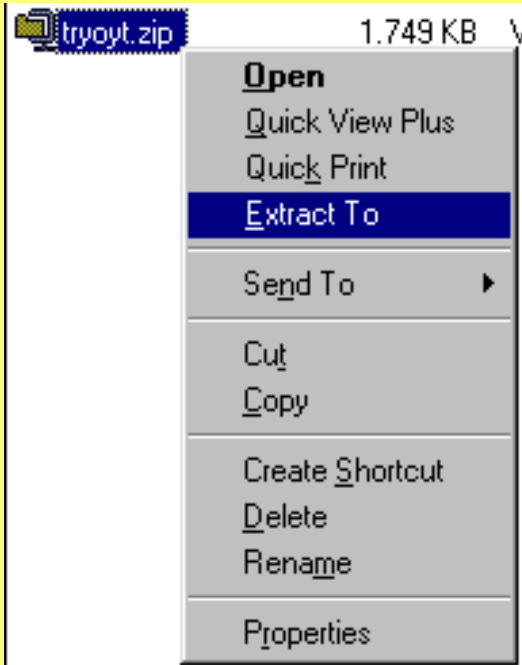 tryoyt.zip 1.749 KB
Open
Quick View Plus
Quick Print
Extract To
Send To
Cut
Copy
Create Shortcut
Delete
Rename
Properties